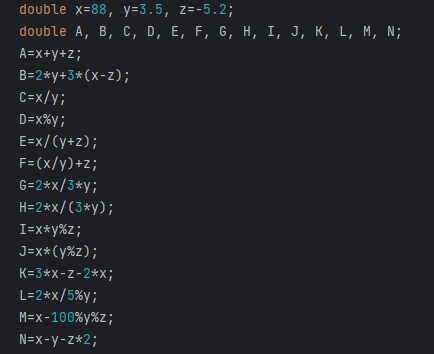 double x=88, y=3.5, z=-5.2;
double A, B, C, D, E, F, G, H, I, J, K, L, M, N;
A=x+y+z;
B=2*y+3*(x-z);
C=x/y;
D=x%y;
E=x/(y+z);
F=(x/y)+z;
G=2*x/3*y;
H=2*x/(3*y);
I=x*y%z;
J=x*(y%z);
K=3*x-z-2*x;
L=2*x/5%y;
M=x-100%y%z;
N=x-y-z*2;